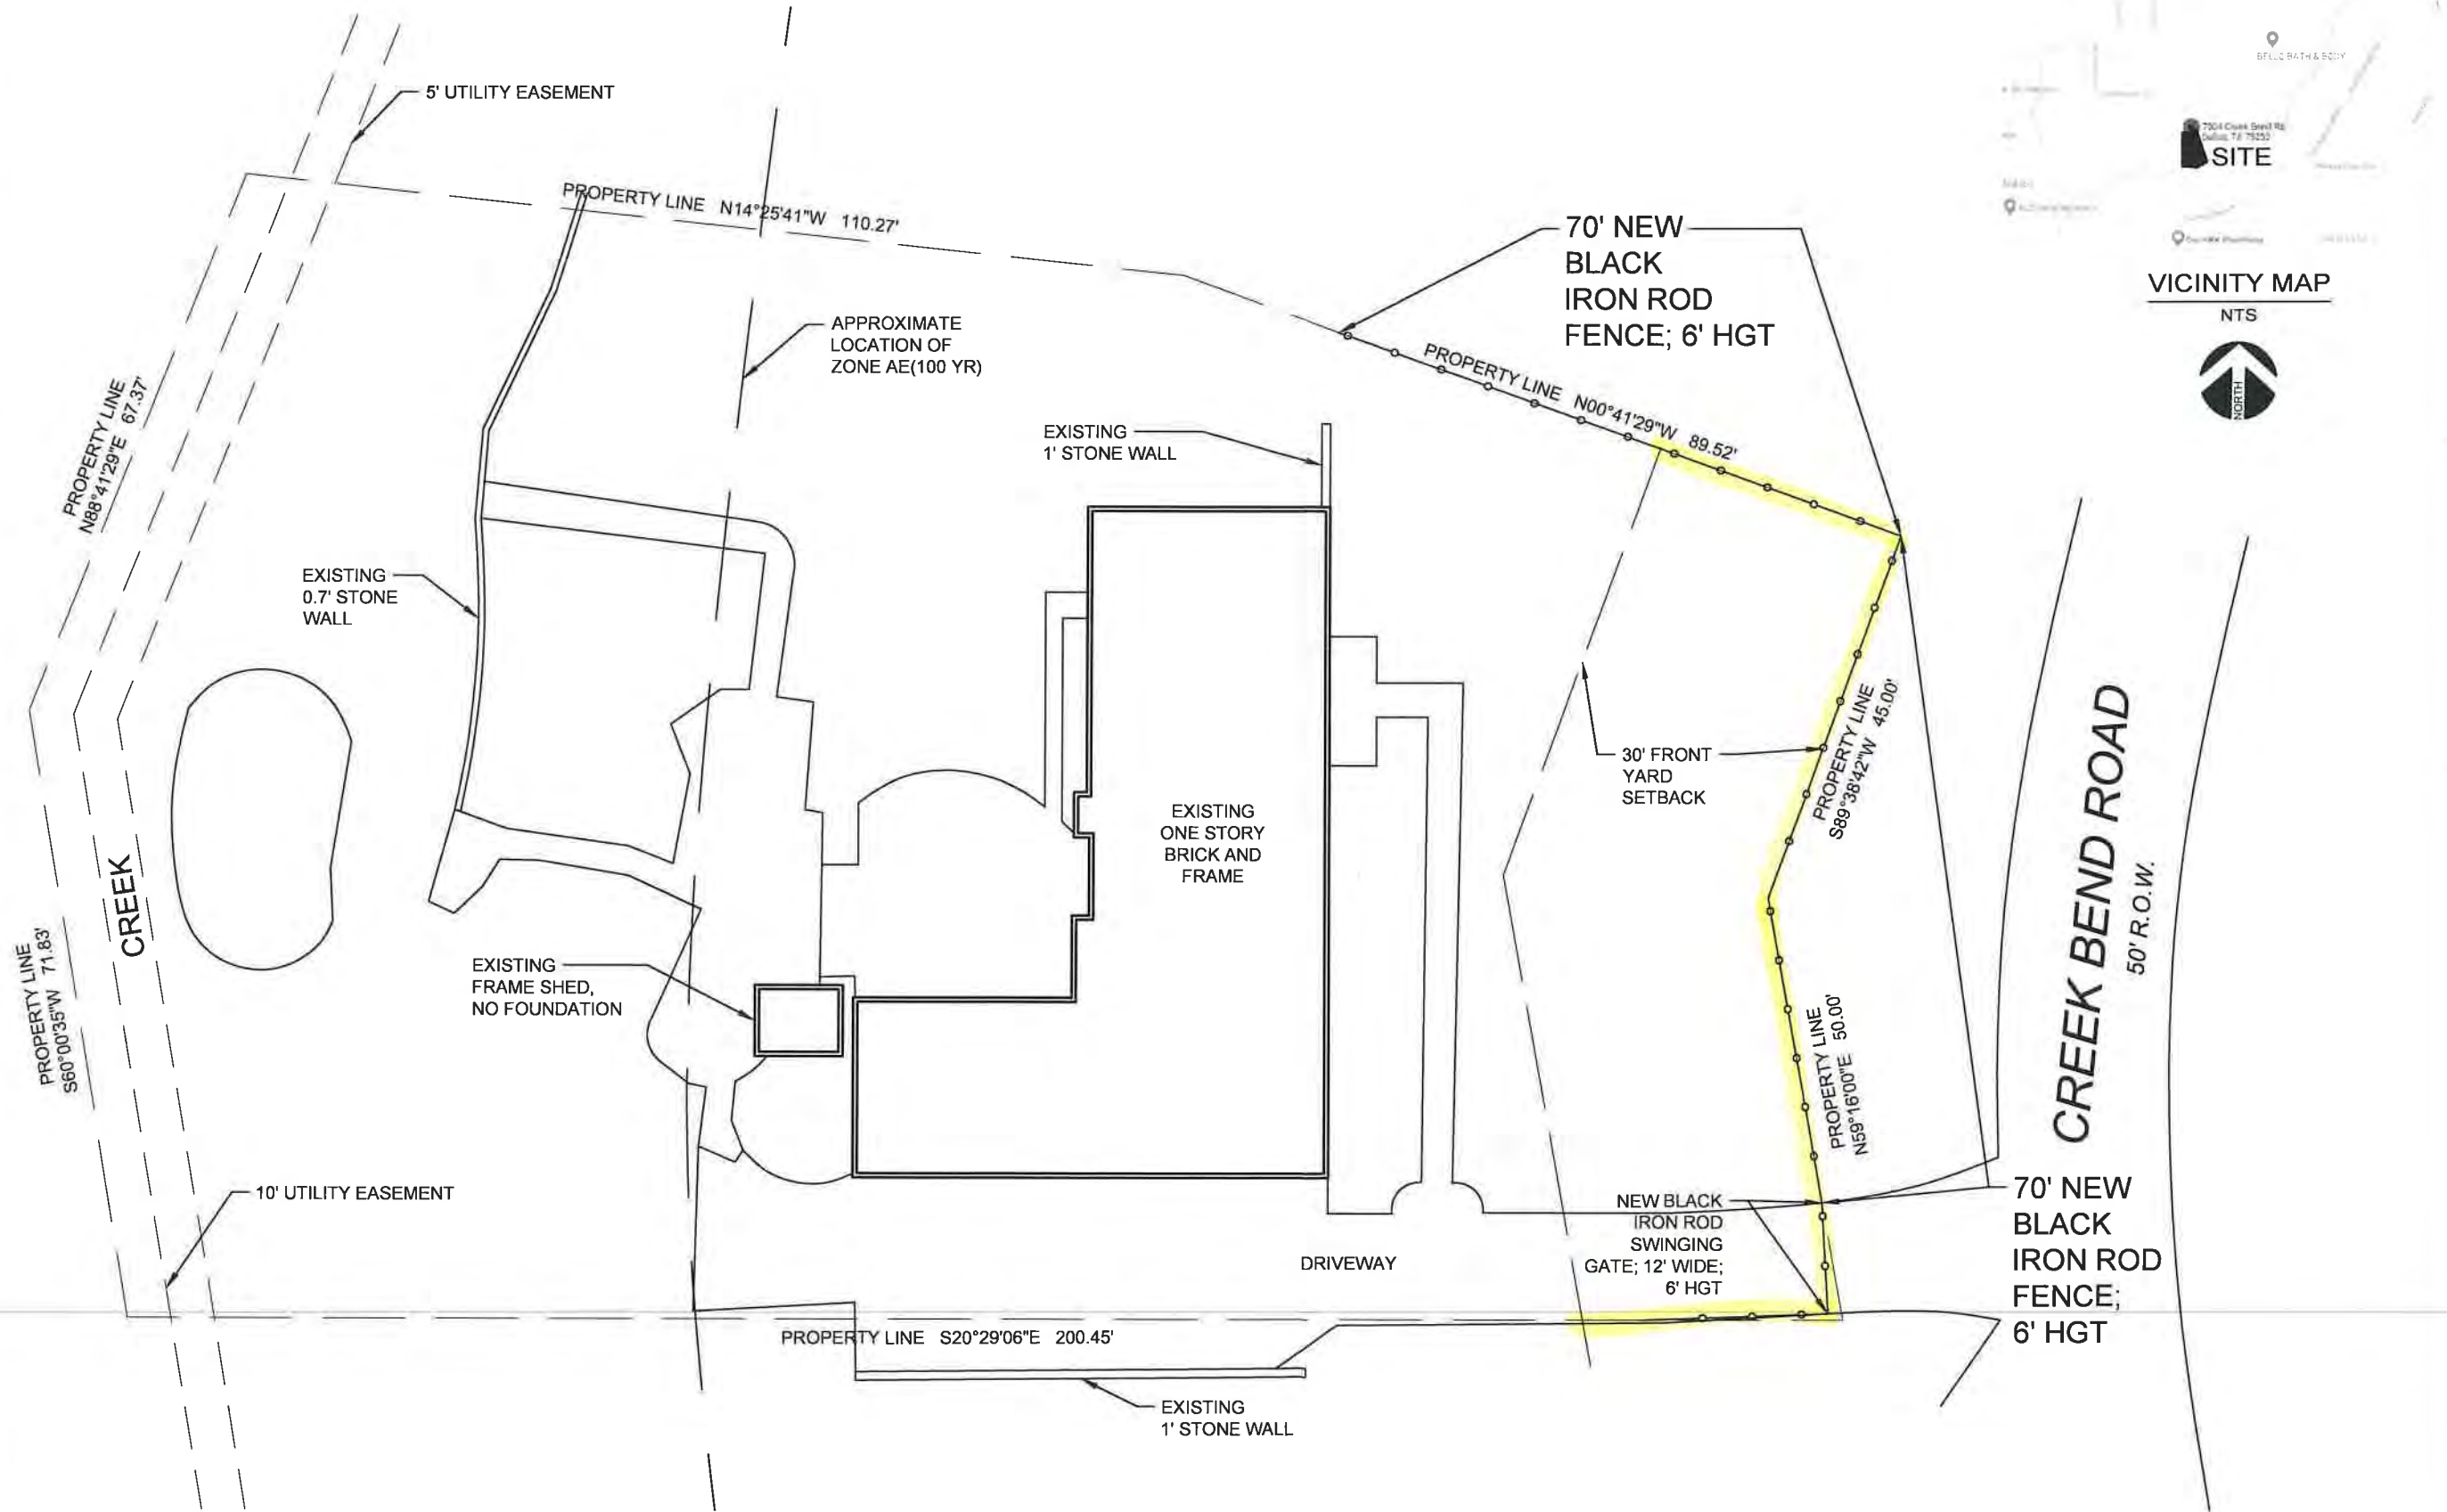 5' UTILITY EASEMENT
PROPERTY LINE N14°25'41"W 110.27'
70' NEW
BLACK
IRON ROD
FENCE; 6' HGT
BELLO BATH & BODY
SITE
VICINITY MAP
NTS
NORTH
APPROXIMATE
LOCATION OF
ZONE AE(100 YR)
PROPERTY LINE N00°41'29"W 89.52'
PROPERTY LINE
N88°41'29"E 67.37'
EXISTING
1' STONE WALL
EXISTING
0.7' STONE
WALL
30' FRONT
YARD
SETBACK
PROPERTY LINE
S89°38'42"W 45.00'
CREEK BEND ROAD
50' R.O.W.
EXISTING
ONE STORY
BRICK AND
FRAME
CREEK
PROPERTY LINE
S60°00'35"W 71.83'
EXISTING
FRAME SHED,
NO FOUNDATION
PROPERTY LINE
N59°16'00"E 50.00'
10' UTILITY EASEMENT
NEW BLACK
IRON ROD
SWINGING
GATE; 12' WIDE;
6' HGT
70' NEW
BLACK
IRON ROD
FENCE;
6' HGT
DRIVEWAY
PROPERTY LINE S20°29'06"E 200.45'
EXISTING
1' STONE WALL